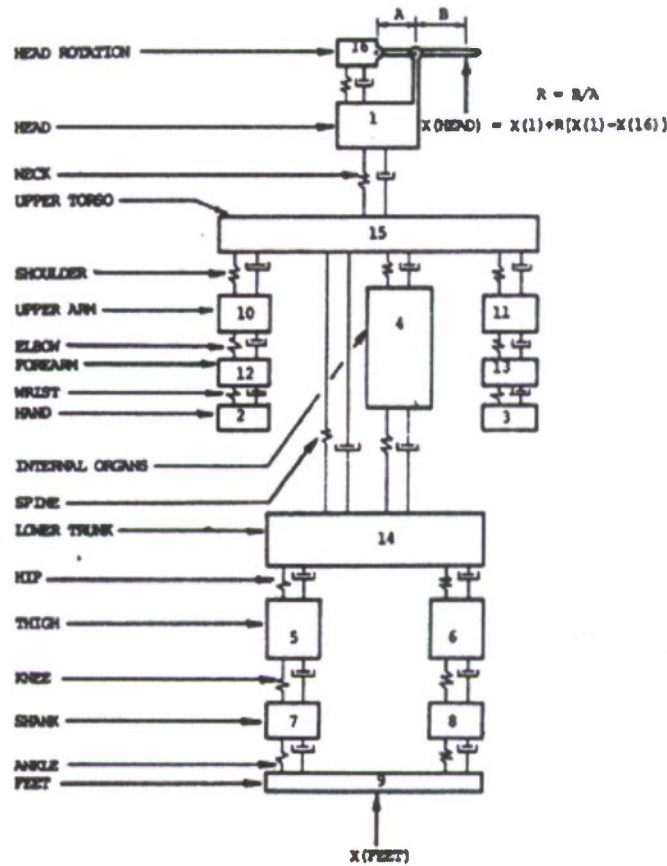 A B
HEAD ROTATION 16
R = B/A
HEAD 1 X(HEAD) = X(1)+R[X(1)-X(16)]
NECK
UPPER TORSO
15
SHOULDER
UPPER ARM 10 4 11
ELBOW
FOREARM 12 13
WRIST
HAND 2 3
INTERNAL ORGANS
SPINE
LOWER TRUNK 14
HIP
THIGH 5 6
KNEE
SHANK 7 8
ANKLE
FEET 9
X(FEET)